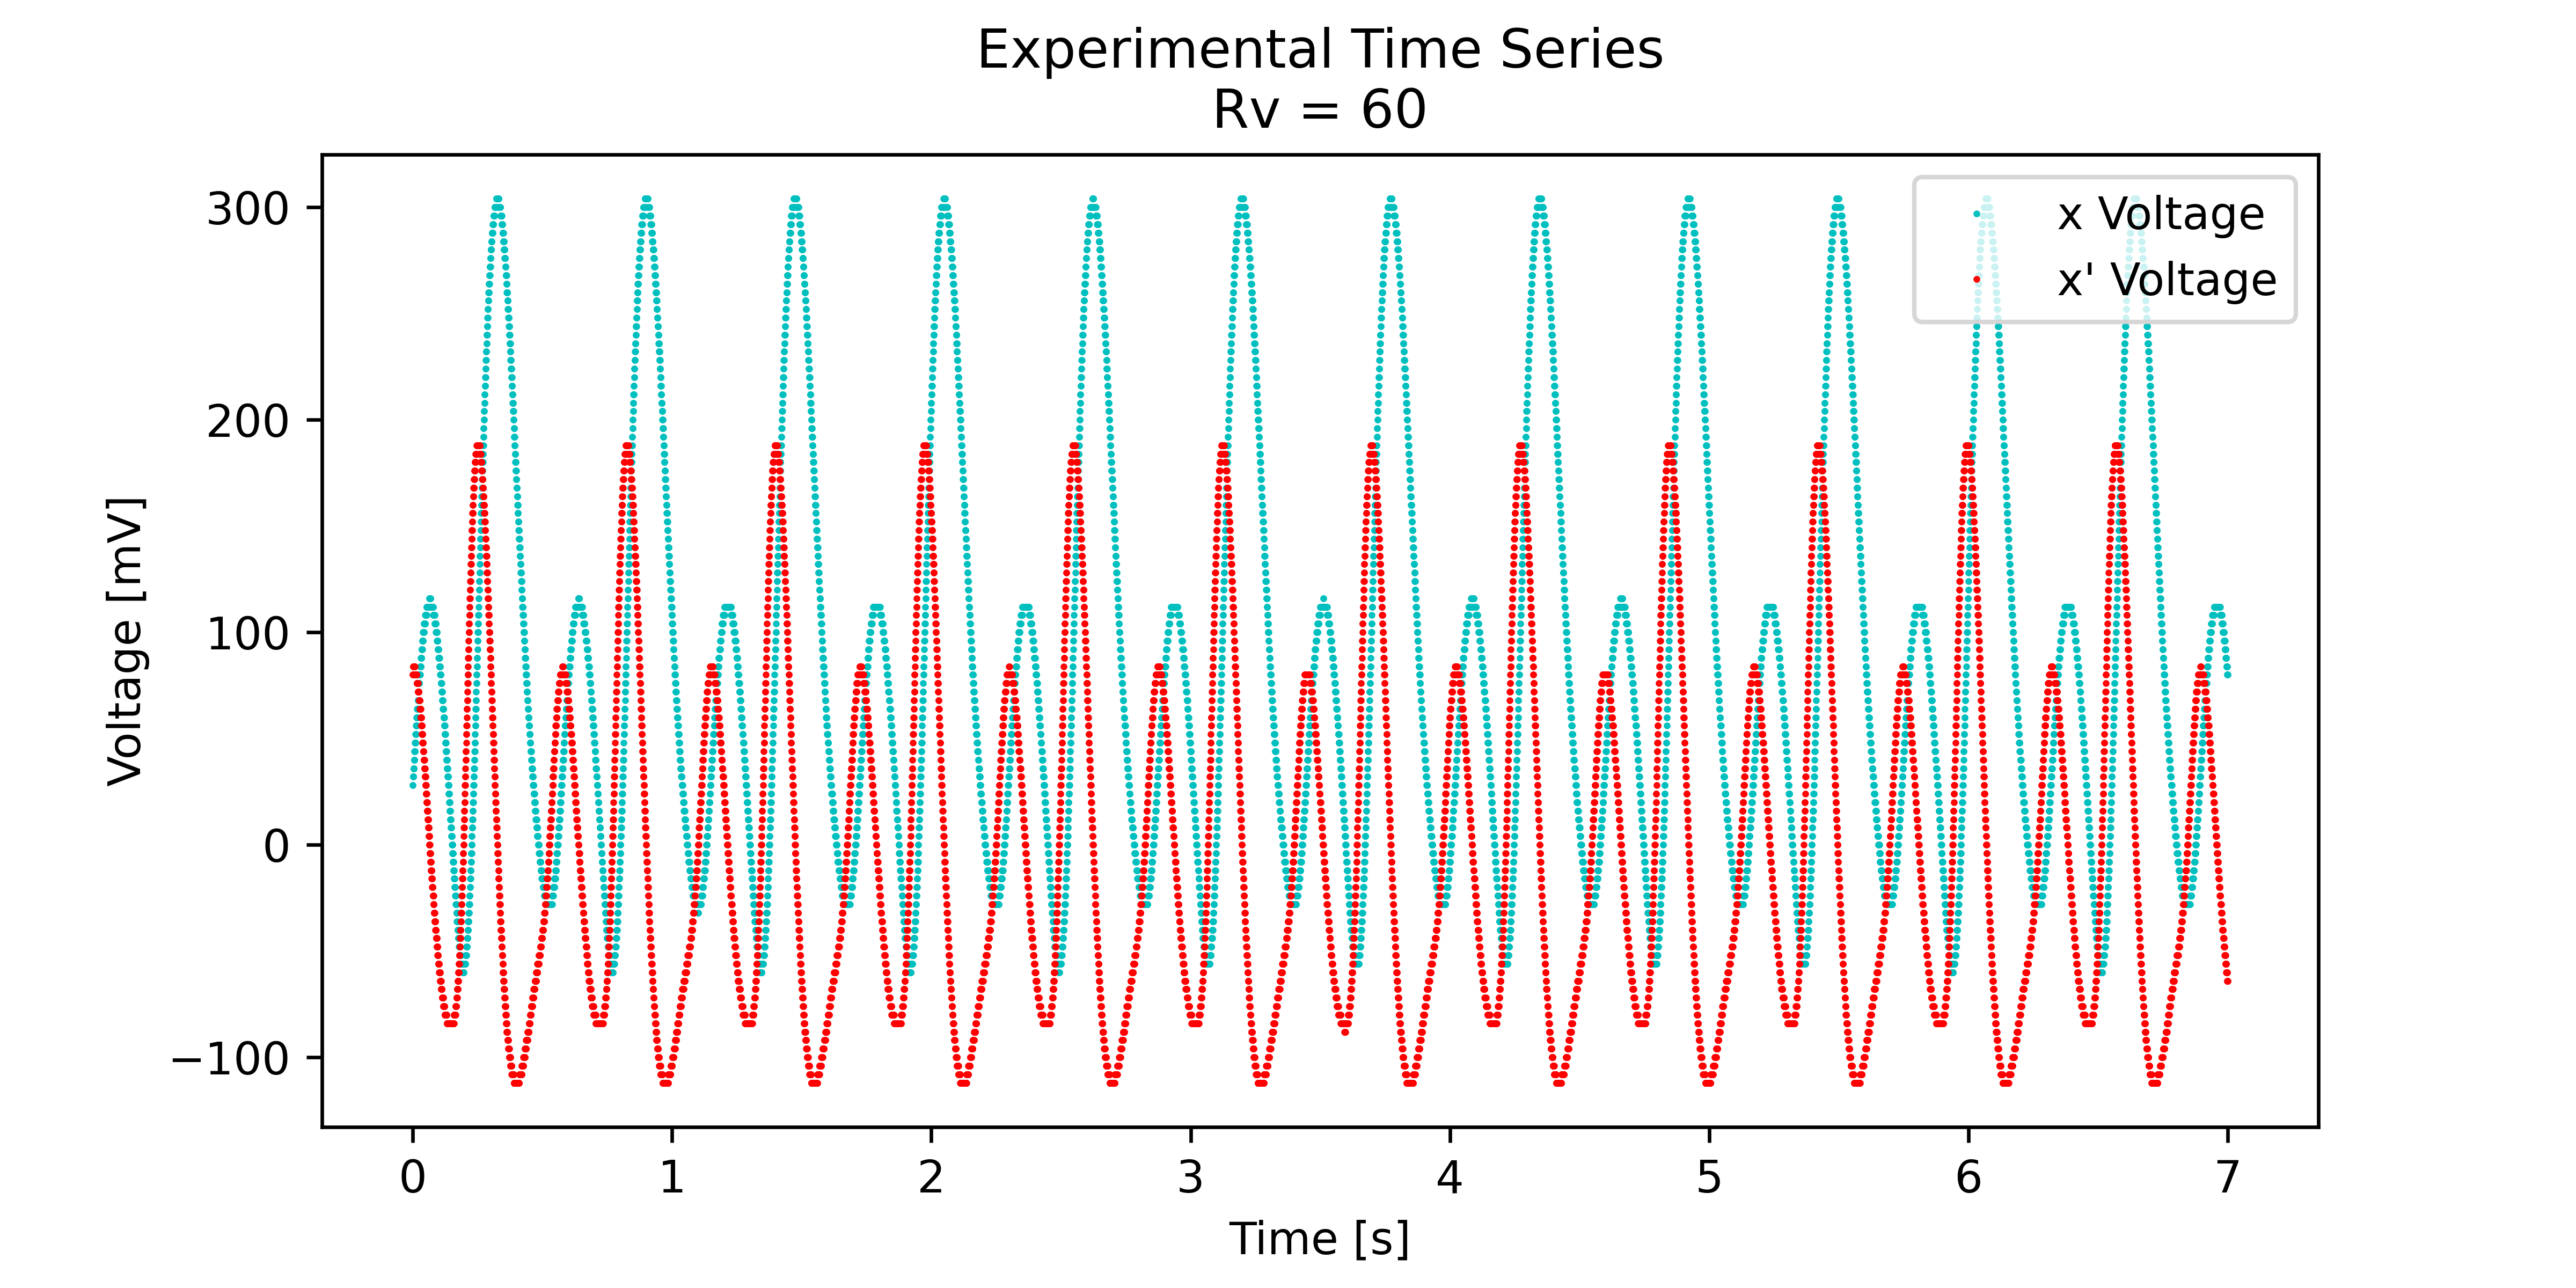 Experimental Time Series
Rv = 60
x Voltage
x' Voltage
Voltage [mV]
300
200
100
0
−100
0 1 2 3 4 5 6 7
Time [s]